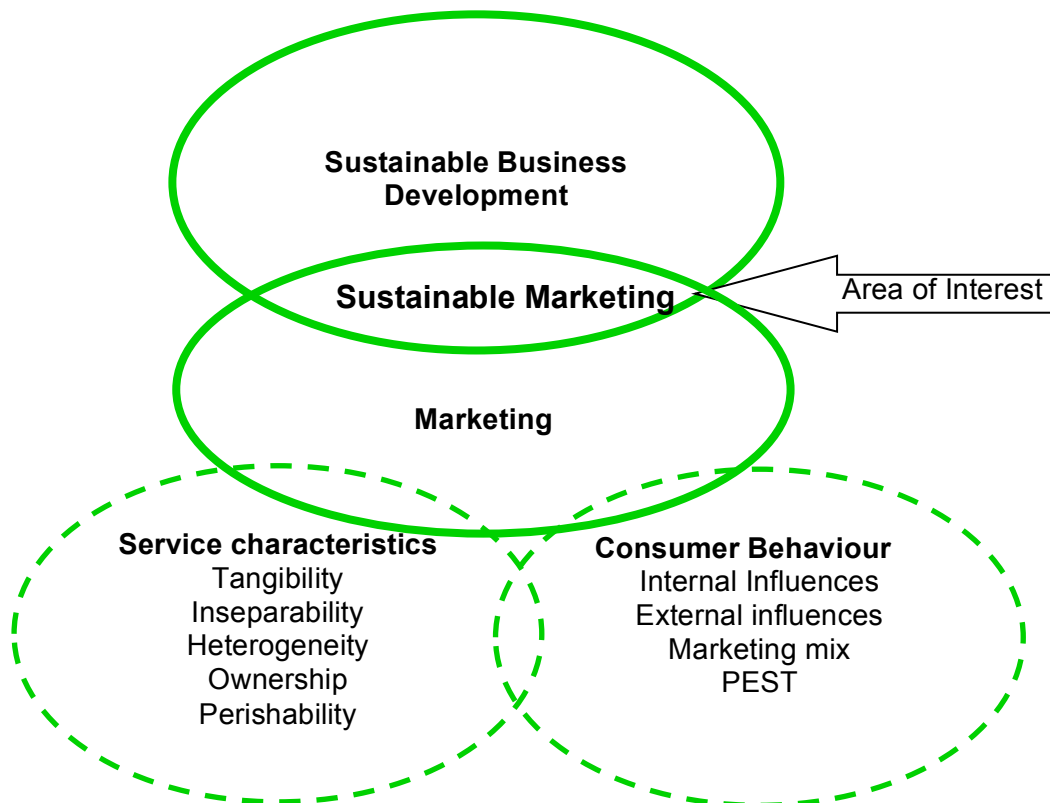 Sustainable Business
Development
Sustainable Marketing
Area of Interest
Marketing
Service characteristics
Tangibility
Inseparability
Heterogeneity
Ownership
Perishability
Consumer Behaviour
Internal Influences
External influences
Marketing mix
PEST